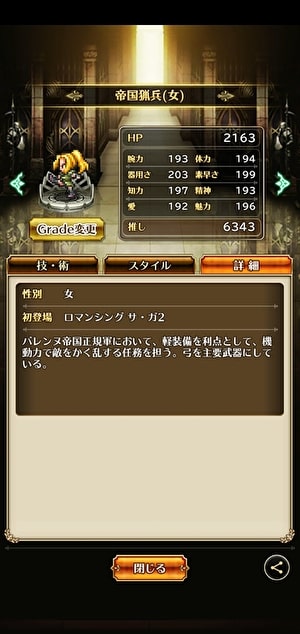 帝国猟兵(女)
HP 2163
腕力 193 体力 194
器用さ 203 素早さ 199
知力 197 精神 193
愛 192 魅力 196
推し 6343
Grade変更
技・術 スタイル 詳細
性別 女
初登場 ロマンシング サ・ガ2
バレンヌ帝国正規軍において、軽装備を利点として、機
動力で敵をかく乱する任務を担う。弓を主要武器にして
いる。
閉じる